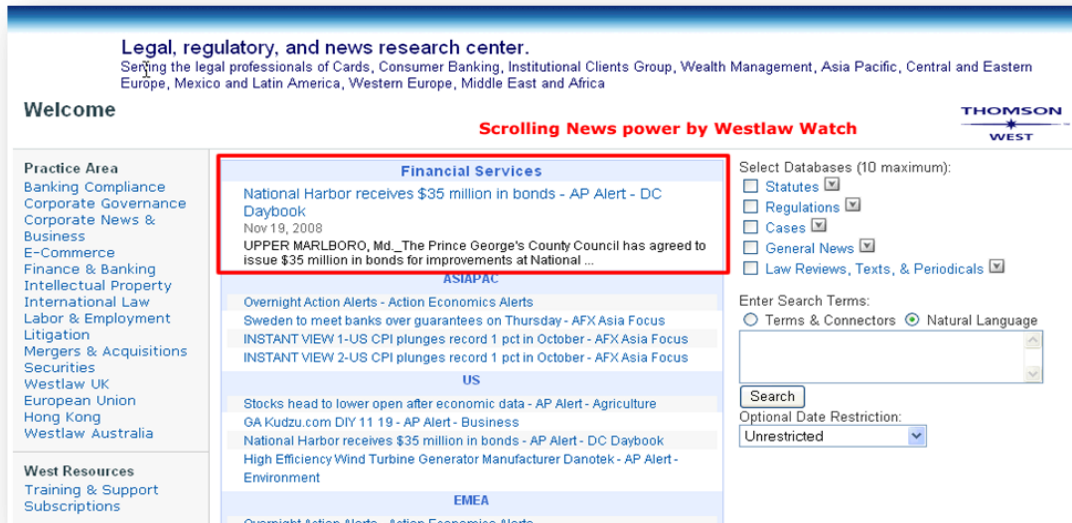 Legal, regulatory, and news research center.
Serving the legal professionals of Cards, Consumer Banking, Institutional Clients Group, Wealth Management, Asia Pacific, Central and Eastern
Europe, Mexico and Latin America, Western Europe, Middle East and Africa
Welcome
Scrolling News power by Westlaw Watch
THOMSON
WEST
Practice Area
Banking Compliance
Corporate Governance
Corporate News &
Business
E-Commerce
Finance & Banking
Intellectual Property
International Law
Labor & Employment
Litigation
Mergers & Acquisitions
Securities
Westlaw UK
European Union
Hong Kong
Westlaw Australia
West Resources
Training & Support
Subscriptions
Financial Services
National Harbor receives $35 million in bonds - AP Alert - DC
Daybook
Nov 19, 2008
UPPER MARLBORO, Md._The Prince George's County Council has agreed to
issue $35 million in bonds for improvements at National ...
ASIAPAC
Overnight Action Alerts - Action Economics Alerts
Sweden to meet banks over guarantees on Thursday - AFX Asia Focus
INSTANT VIEW 1-US CPI plunges record 1 pct in October - AFX Asia Focus
INSTANT VIEW 2-US CPI plunges record 1 pct in October - AFX Asia Focus
US
Stocks head to lower open after economic data - AP Alert - Agriculture
GA Kudzu.com DIY 11 19 - AP Alert - Business
National Harbor receives $35 million in bonds - AP Alert - DC Daybook
High Efficiency Wind Turbine Generator Manufacturer Danotek - AP Alert -
Environment
EMEA
Overnight Action Alerts - Action Economics Alerts
Select Databases (10 maximum):
Statutes
Regulations
Cases
General News
Law Reviews, Texts, & Periodicals
Enter Search Terms:
Terms & Connectors Natural Language
Search
Optional Date Restriction:
Unrestricted